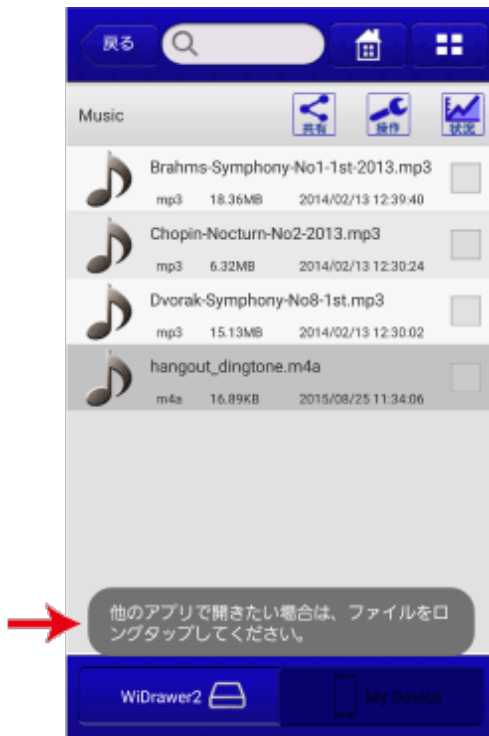 戻る
Music
共有
操作
状況
Brahms-Symphony-No1-1st-2013.mp3
mp3 18.36MB 2014/02/13 12:39:40
Chopin-Nocturn-No2-2013.mp3
mp3 6.32MB 2014/02/13 12:30:24
Dvorak-Symphony-No8-1st.mp3
mp3 15.13MB 2014/02/13 12:30:02
hangout_dingtone.m4a
m4a 16.89KB 2015/08/25 11:34:06
他のアプリで開きたい場合は、ファイルをロ
ングタップしてください。
WiDrawer2
My Device